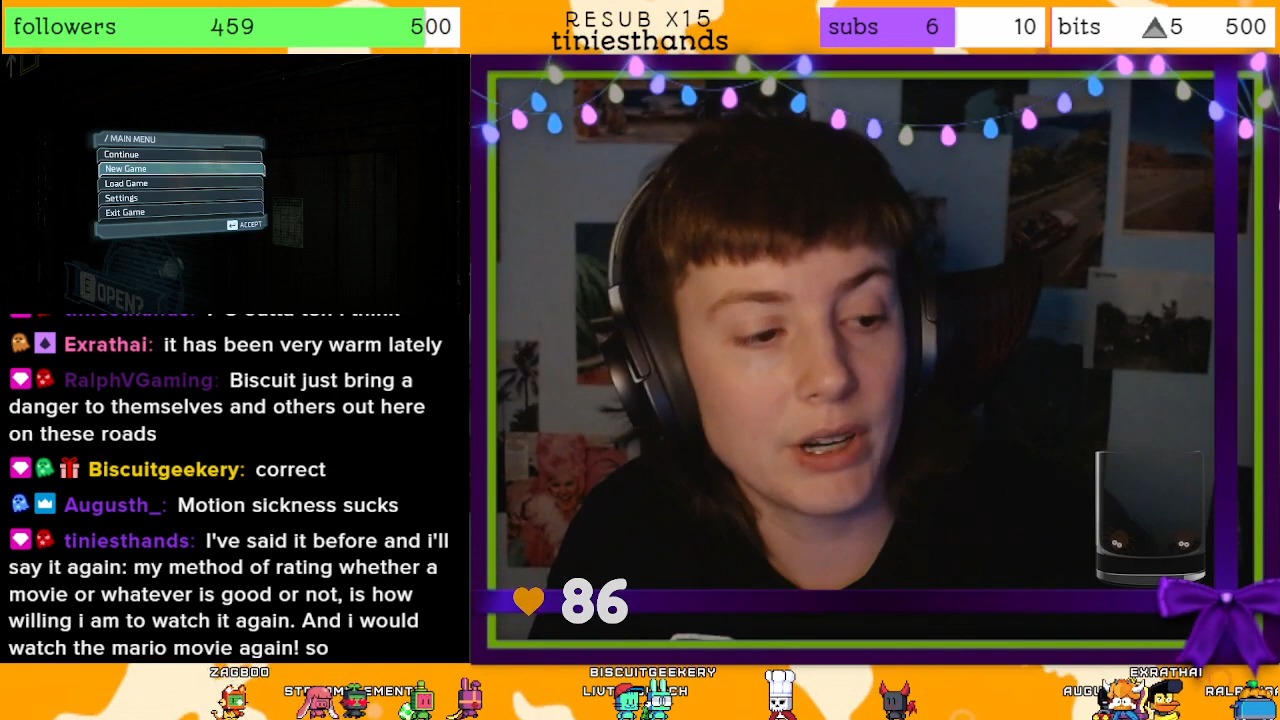 followers 459 500
RESUB X15
tiniesthands
subs 6 10
bits 5 500
/ MAIN MENU
Continue
New Game
Load Game
Settings
Exit Game
ACCEPT
E OPEN?
Exrathai: it has been very warm lately
RalphVGaming: Biscuit just bring a
danger to themselves and others out here
on these roads
Biscuitgeekery: correct
Augusth_: Motion sickness sucks
tiniesthands: I've said it before and i'll
say it again: my method of rating whether a
movie or whatever is good or not, is how
willing i am to watch it again. And i would
watch the mario movie again! so
86
ZAGBOO
BISCUITGEEKERY
EXRATHAI